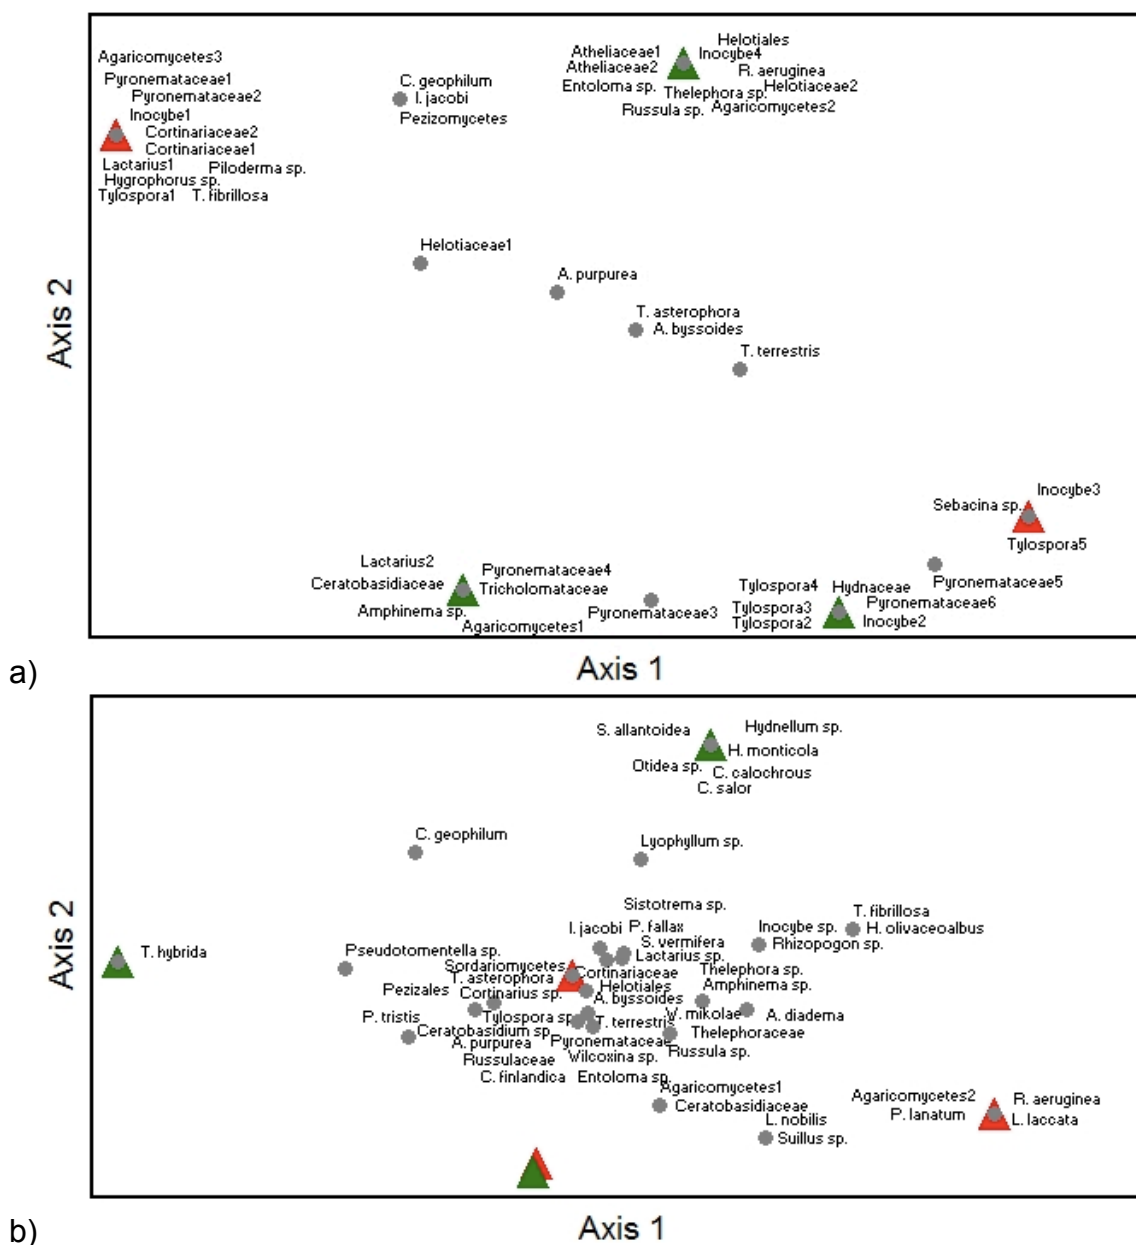 Agaricomycetes3
Pyronemataceae1
Pyronemataceae2
Inocybe1
Cortinariaceae2
Cortinariaceae1
Lactarius1 Piloderma sp.
Hygrophorus sp.
Tylospora1 T. fibrillosa
C. geophilum
I. jacobi
Pezizomycetes
Helotiales
Atheliaceae1 Inocybe4
Atheliaceae2 R. aeruginea
Entoloma sp. Thelephora sp. Helotiaceae2
Russula sp. Agaricomycetes2
Helotiaceae1
A. purpurea
T. asterophora
A. byssoides
T. terrestris
Axis 2
Inocybe3
Sebacina sp.
Tylospora5
Lactarius2
Pyronemataceae4
Ceratobasidiaceae Tricholomataceae
Amphinema sp.
Agaricomycetes1
Pyronemataceae3
Pyronemataceae5
Tylospora4 Hydnaceae
Tylospora3 Pyronemataceae6
Tylospora2 Inocybe2
a)
Axis 1
S. allantoidea Hydnellum sp.
H. monticola
Otidea sp. C. calochrous
C. salor
C. geophilum
Lyophyllum sp.
Sistotrema sp.
T. fibrillosa
I. jacobi P. fallax Inocybe sp. H. olivaceoalbus
S. vermifera Rhizopogon sp.
T. hybrida Pseudotomentella sp. Lactarius sp.
Sordariomycetes Cortinariaceae Thelephora sp.
T. asterophora Helotiales Amphinema sp.
Pezizales Cortinarius sp. A. byssoides
P. tristis Tylospora sp. T. terrestris W. mikolae A. diadema
Ceratobasidium sp. Thelephoraceae
A. purpurea Pyronemataceae
Russulaceae Wilcoxina sp. Russula sp.
C. finlandica Entoloma sp.
Agaricomycetes1
Ceratobasidiaceae
L. nobilis
Suillus sp.
Agaricomycetes2 R. aeruginea
P. lanatum L. laccata
Axis 2
b)
Axis 1